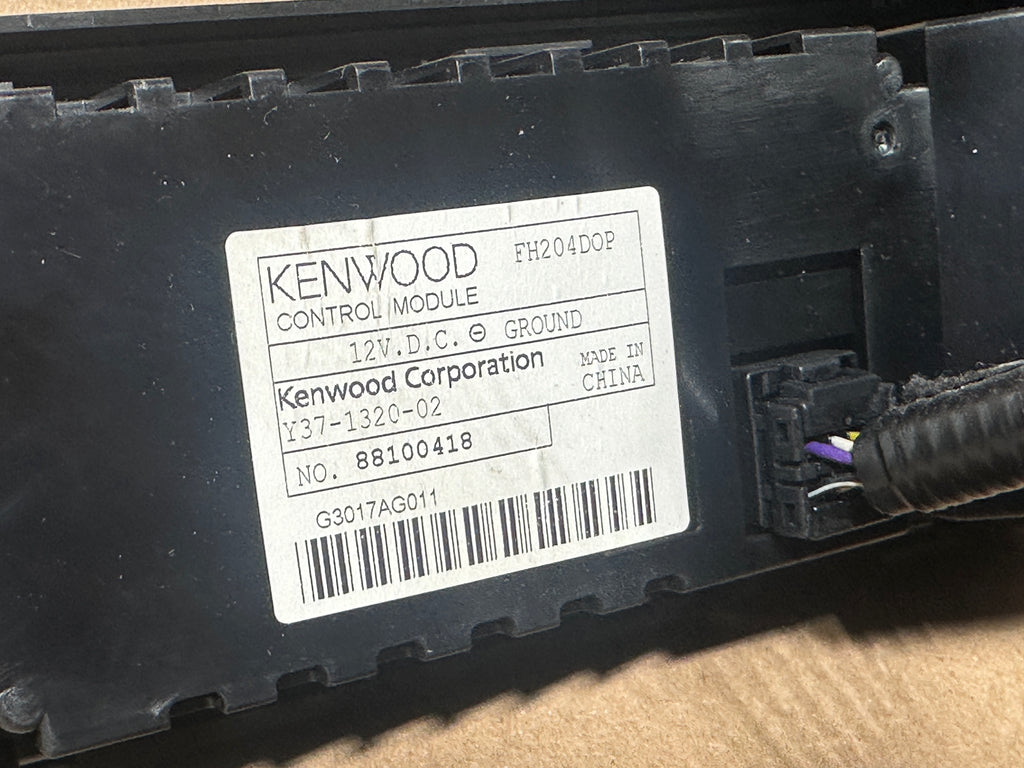 KENWOOD FH204DOP
CONTROL MODULE
12V.D.C. ⊖ GROUND
Kenwood Corporation MADE IN
Y37-1320-02 CHINA
NO. 88100418
G3017AG011